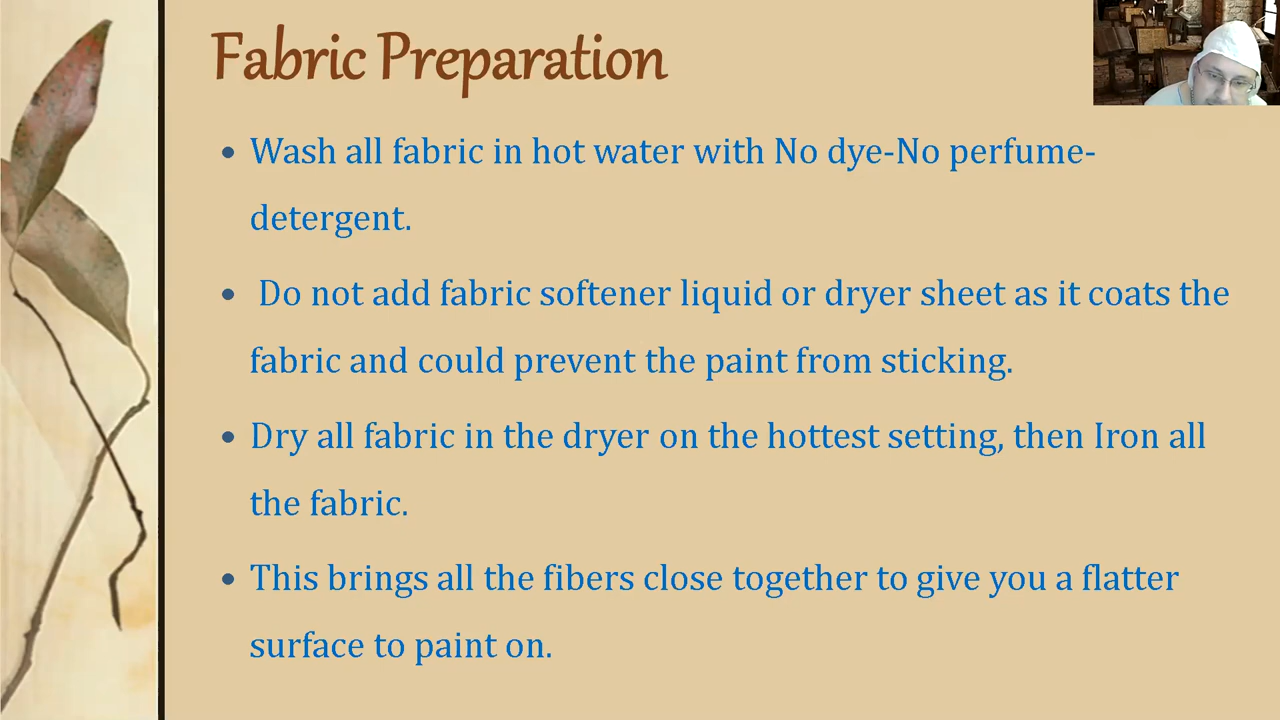 Fabric Preparation
• Wash all fabric in hot water with No dye-No perfume-
detergent.
• Do not add fabric softener liquid or dryer sheet as it coats the
fabric and could prevent the paint from sticking.
• Dry all fabric in the dryer on the hottest setting, then Iron all
the fabric.
• This brings all the fibers close together to give you a flatter
surface to paint on.